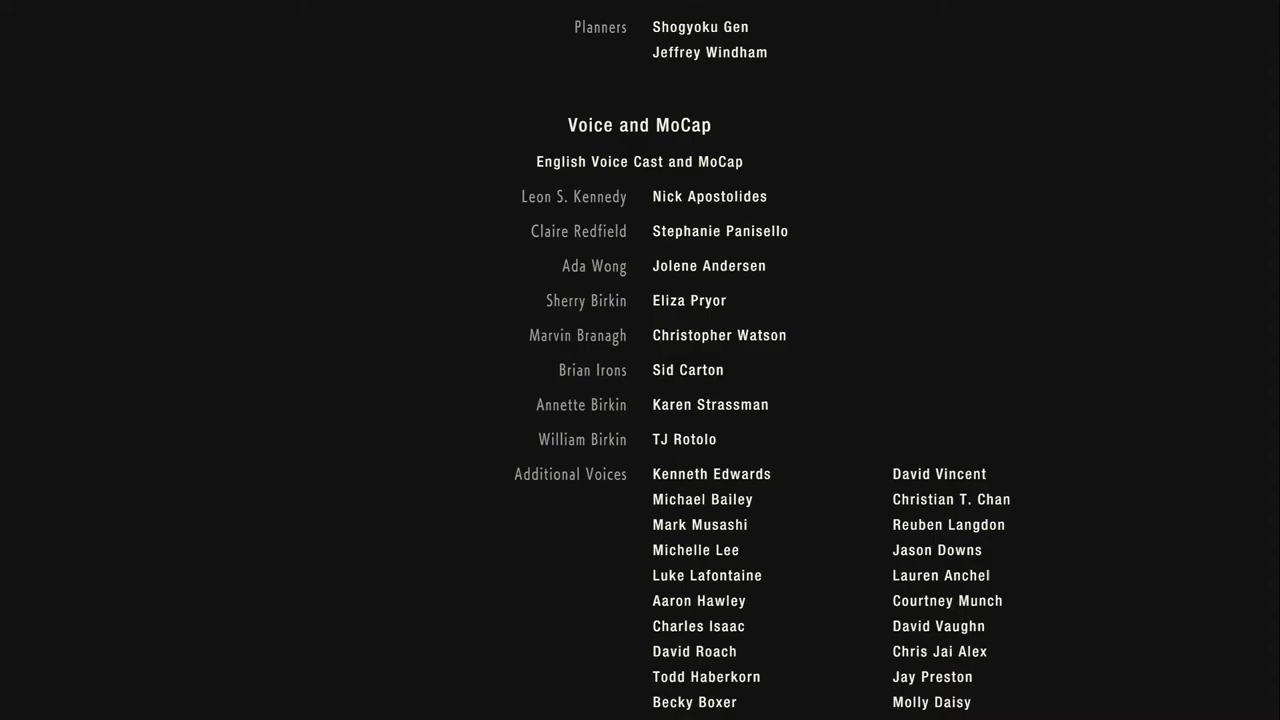 Planners Shogyoku Gen
Jeffrey Windham
Voice and MoCap
English Voice Cast and MoCap
Leon S. Kennedy Nick Apostolides
Claire Redfield Stephanie Panisello
Ada Wong Jolene Andersen
Sherry Birkin Eliza Pryor
Marvin Branagh Christopher Watson
Brian Irons Sid Carton
Annette Birkin Karen Strassman
William Birkin TJ Rotolo
Additional Voices Kenneth Edwards David Vincent
Michael Bailey Christian T. Chan
Mark Musashi Reuben Langdon
Michelle Lee Jason Downs
Luke Lafontaine Lauren Anchel
Aaron Hawley Courtney Munch
Charles Isaac David Vaughn
David Roach Chris Jai Alex
Todd Haberkorn Jay Preston
Becky Boxer Molly Daisy